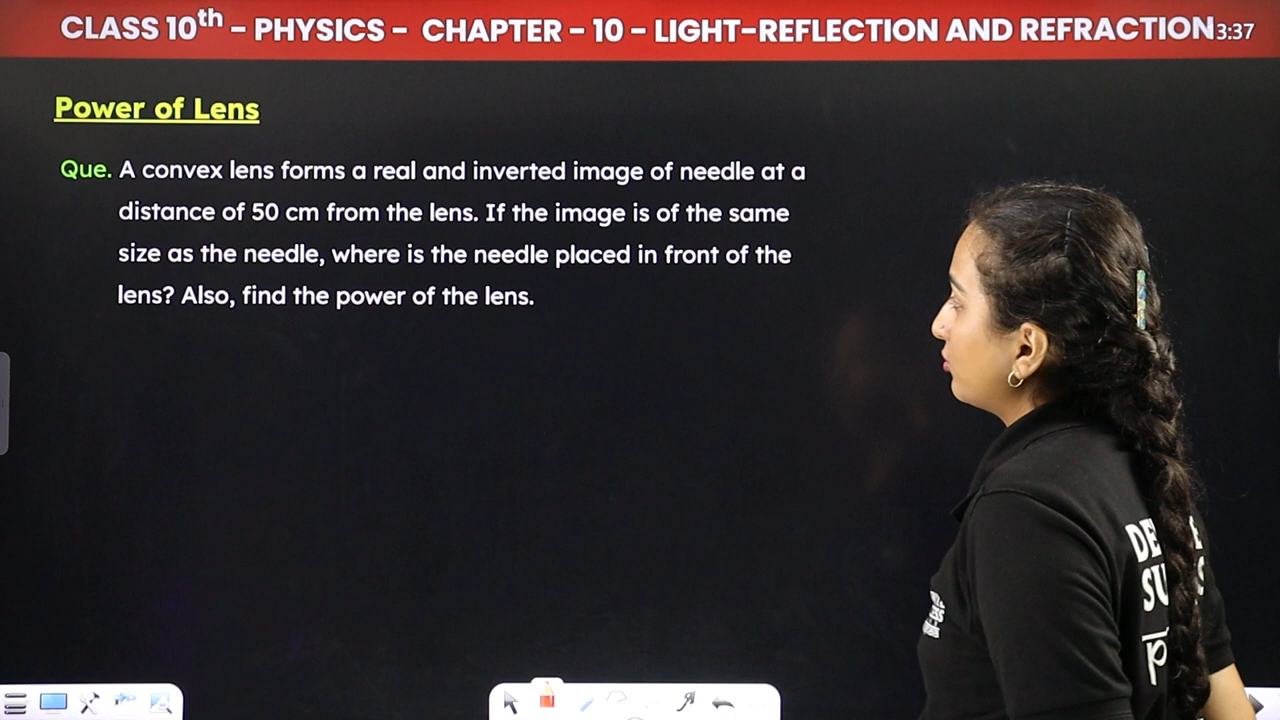 CLASS 10th - PHYSICS - CHAPTER - 10 - LIGHT-REFLECTION AND REFRACTION 3:37
Power of Lens
Que. A convex lens forms a real and inverted image of needle at a
distance of 50 cm from the lens. If the image is of the same
size as the needle, where is the needle placed in front of the
lens? Also, find the power of the lens.